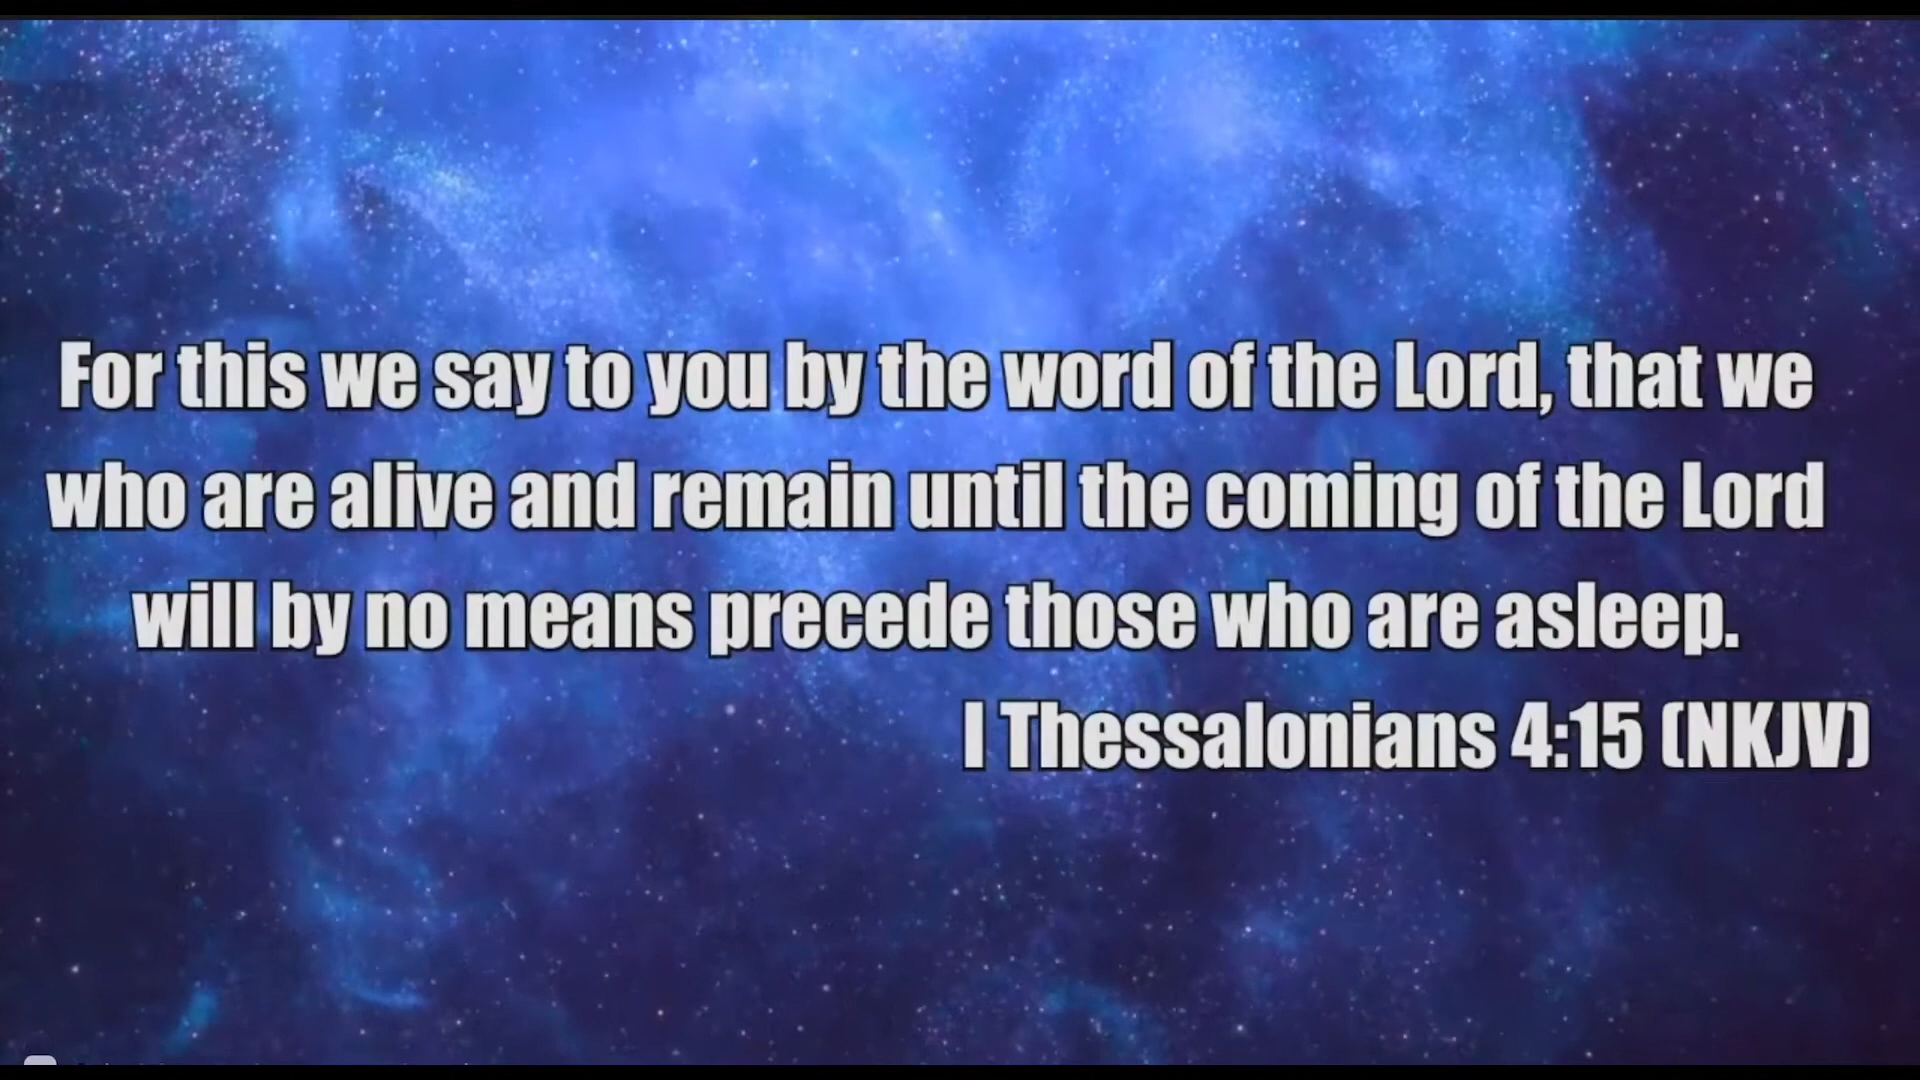 For this we say to you by the word of the Lord, that we
who are alive and remain until the coming of the Lord
will by no means precede those who are asleep.
I Thessalonians 4:15 (NKJV)